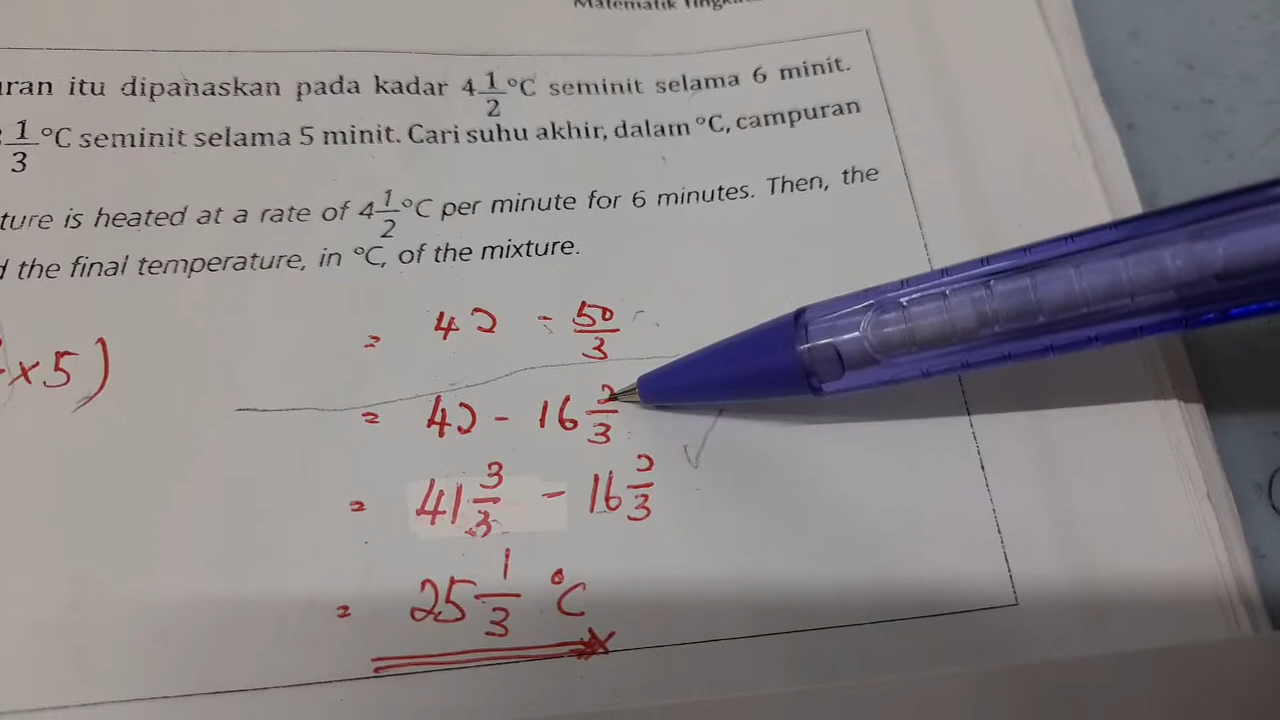 Matematik
itu dipanaskan pada kadar 4 1/2 °C seminit selama 6 minit.
1/3 °C seminit selama 5 minit. Cari suhu akhir, dalam °C, campuran
is heated at a rate of 4 1/2 °C per minute for 6 minutes. Then, the
the final temperature, in °C, of the mixture.
×5)
= 42 - 50/3
= 42 - 16 2/3
= 41 3/3 - 16 2/3
= 25 1/3 °C